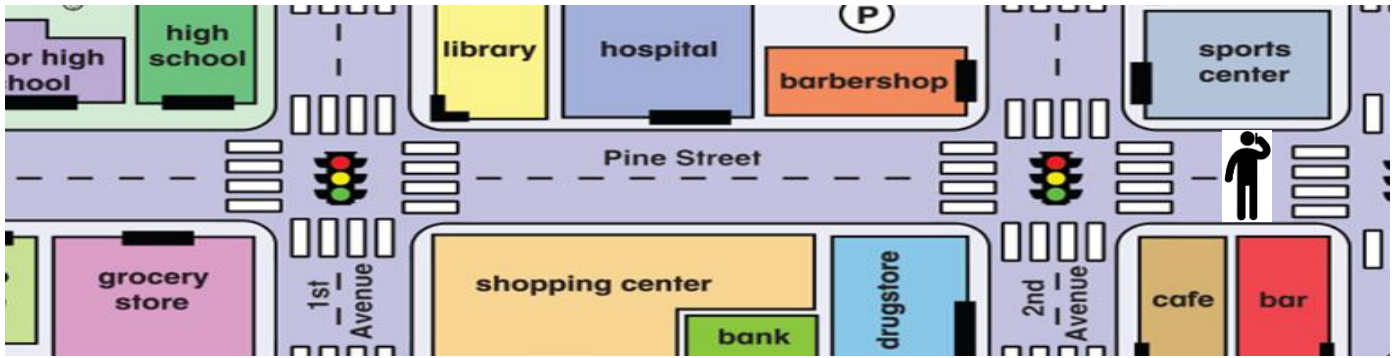 or high
hool
high
school
library
hospital
P
barbershop
sports
center
Pine Street
grocery
store
1st
Avenue
shopping center
bank
drugstore
2nd
Avenue
cafe
bar